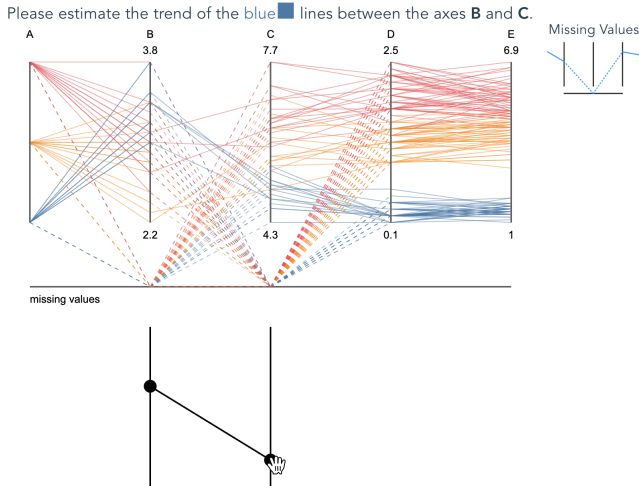 Please estimate the trend of the blue lines between the axes B and C.
Missing Values
A B C D E
3.8 7.7 2.5 6.9
2.2 4.3 0.1 1
missing values